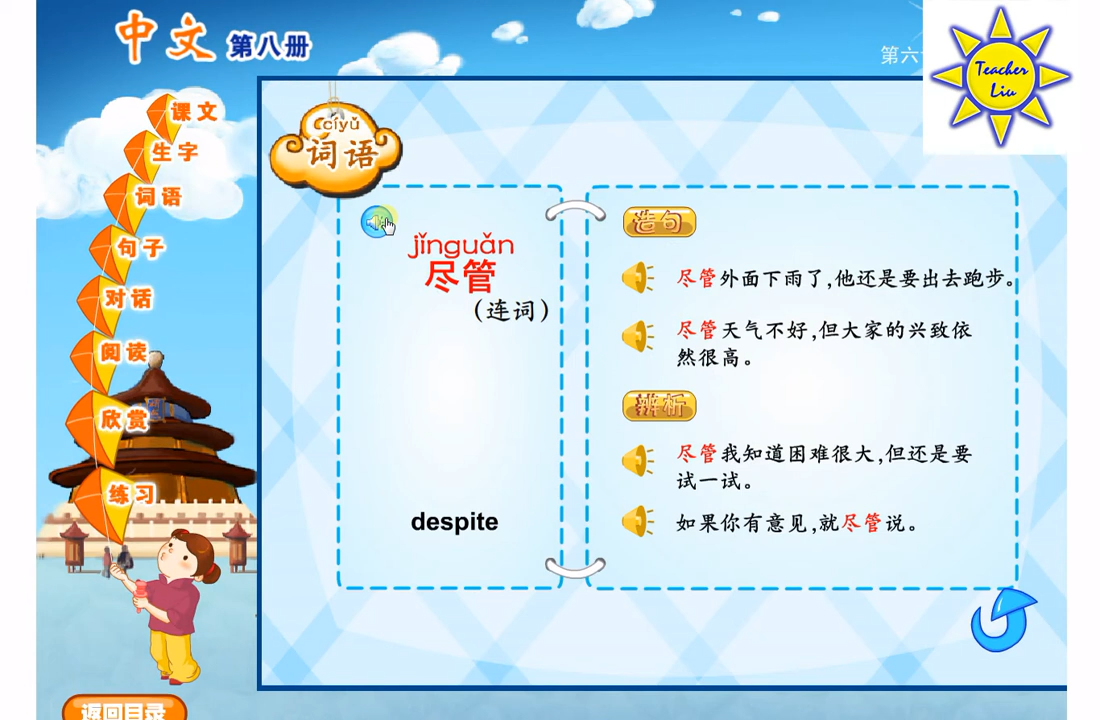 中文 第八册
第六
Teacher
Liu
课文
生字
词语
句子
对话
阅读
欣赏
练习
返回目录
cíyǔ
词语
jǐnguǎn
尽管
（连词）
despite
造句
尽管外面下雨了,他还是要出去跑步。
尽管天气不好,但大家的兴致依
然很高。
辨析
尽管我知道困难很大,但还是要
试一试。
如果你有意见,就尽管说。